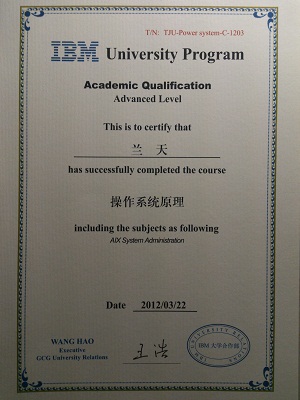 T/N: TJU-Power system-C-1203
IBM University Program
Academic Qualification
Advanced Level
This is to certify that
兰 天
has successfully completed the course
操作系统原理
including the subjects as following
AIX System Administration
Date 2012/03/22
WANG HAO
Executive
GCG University Relations
王浩
UNIVERSITY RELATIONS
IBM 大学合作部